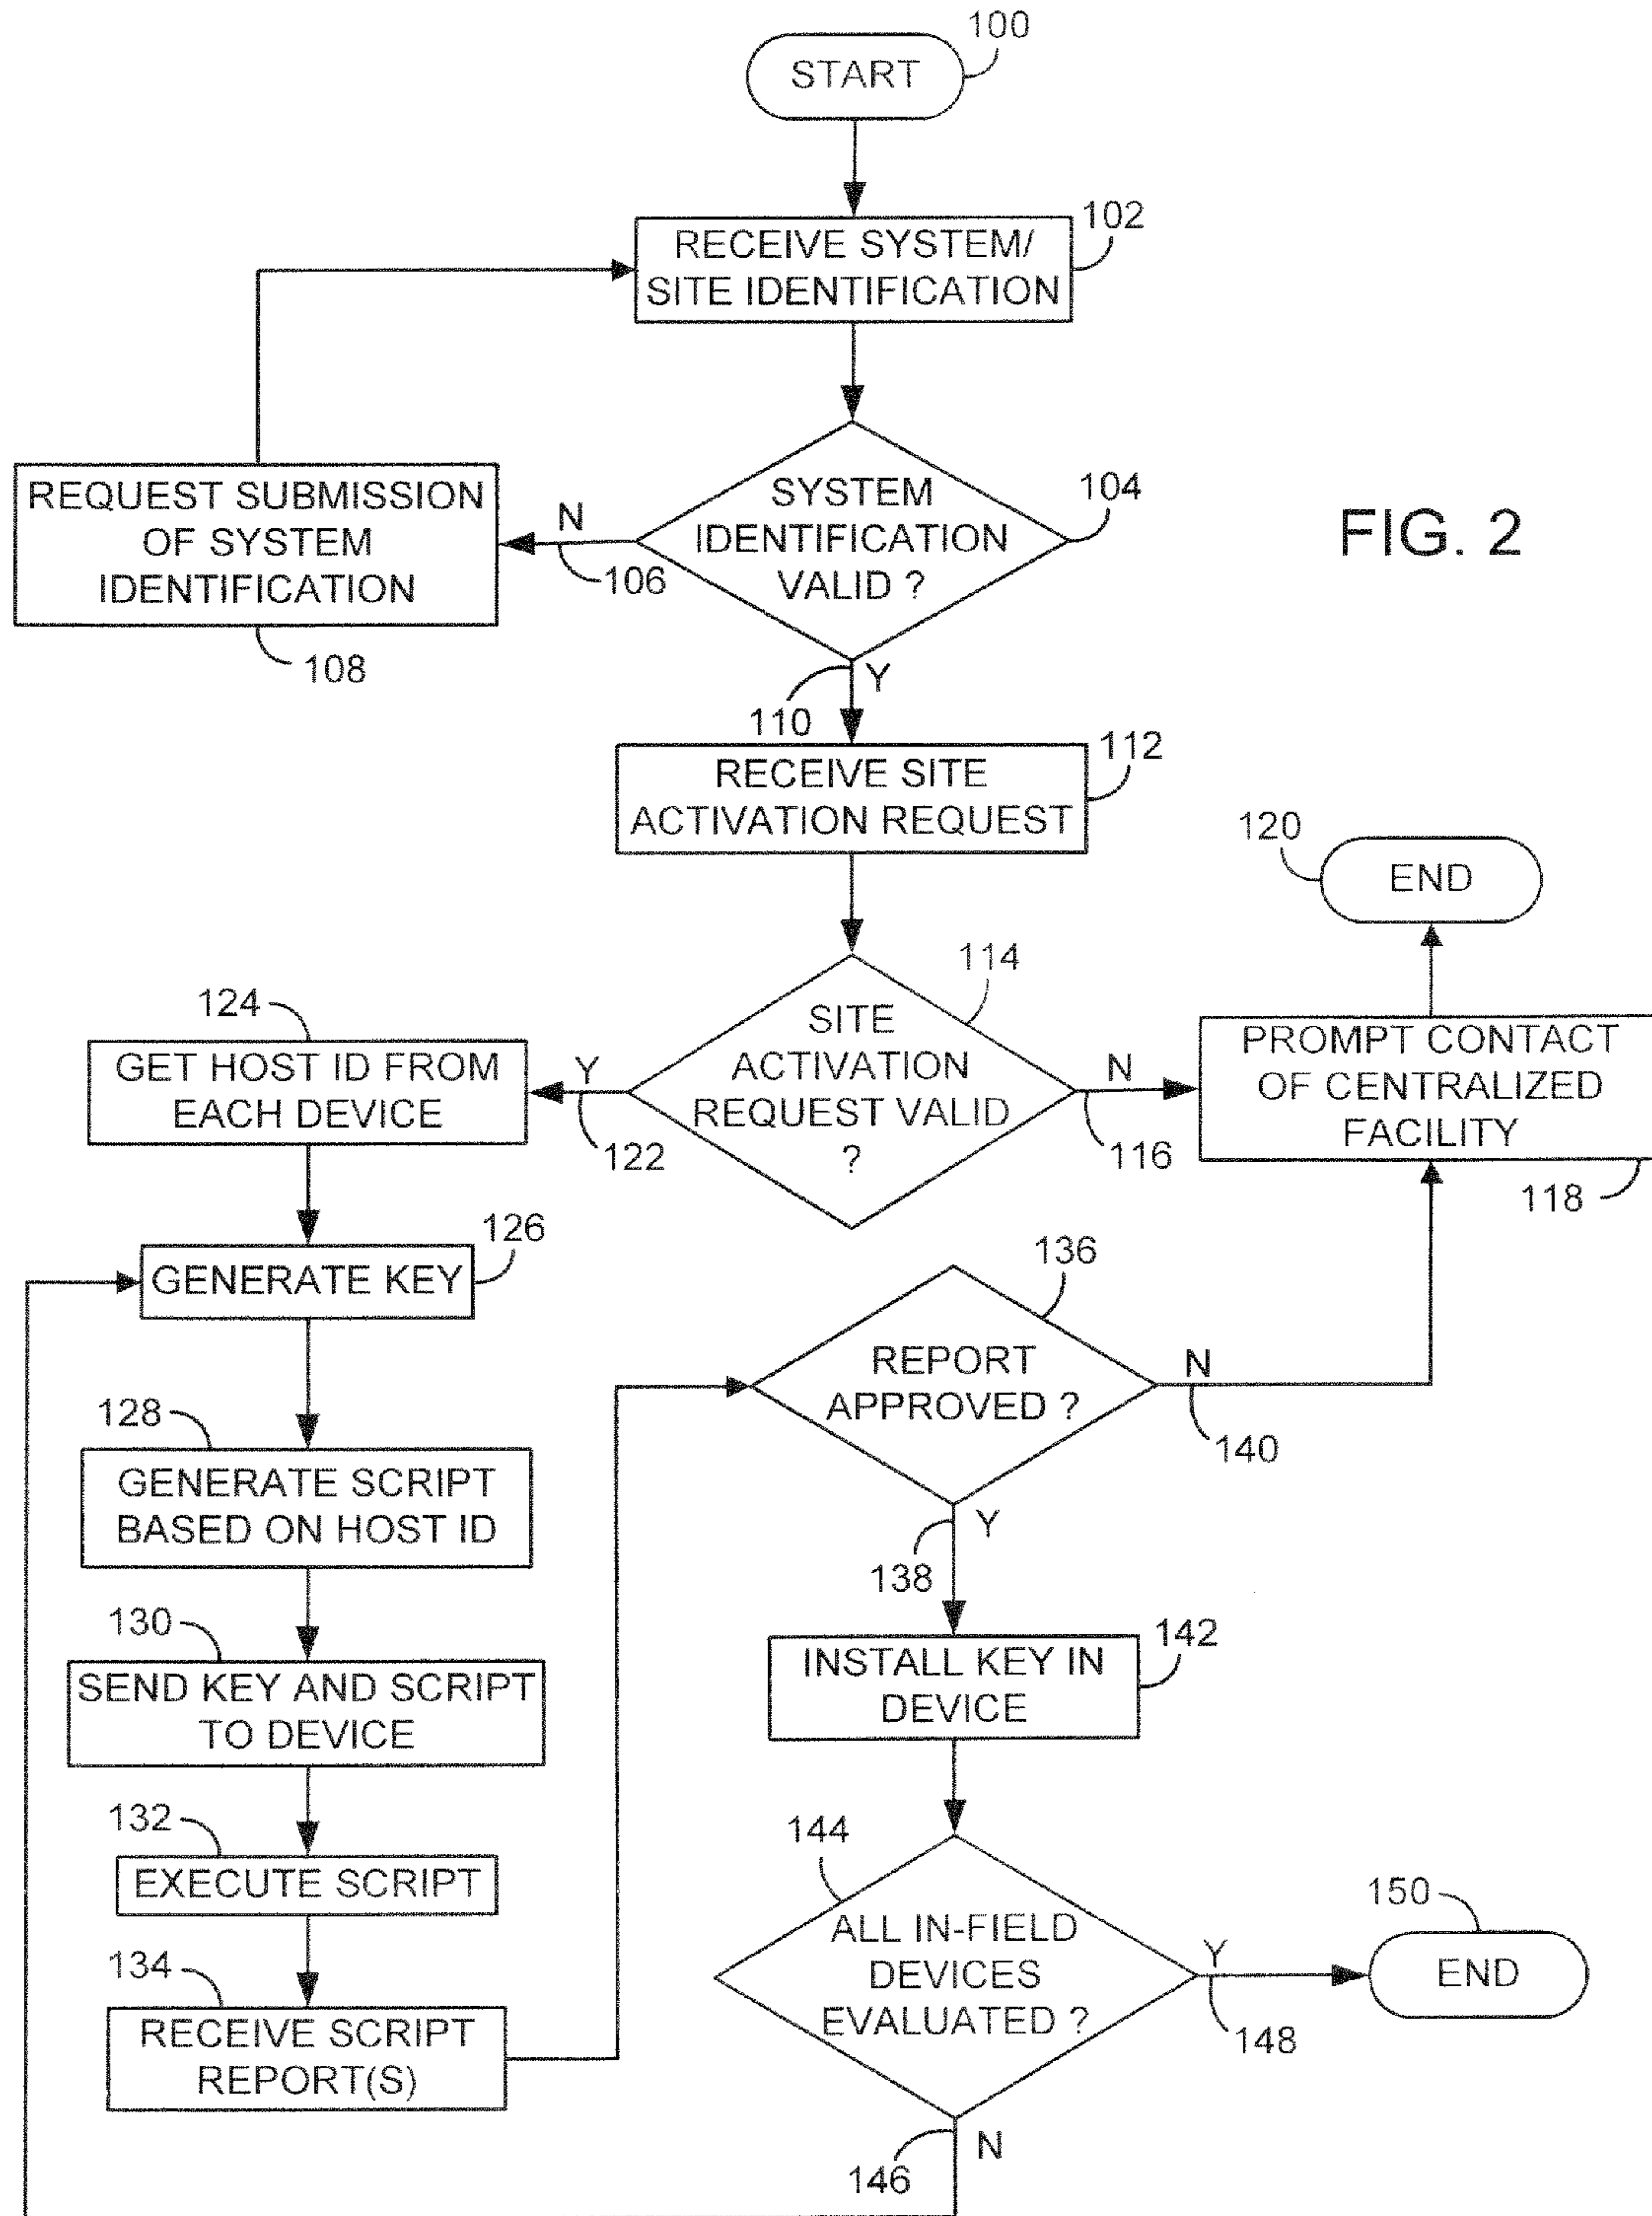 100
START
102
RECEIVE SYSTEM/
SITE IDENTIFICATION
104
SYSTEM
IDENTIFICATION
VALID ?
N
106
REQUEST SUBMISSION
OF SYSTEM
IDENTIFICATION
108
FIG. 2
Y
110
112
RECEIVE SITE
ACTIVATION REQUEST
120
END
114
SITE
ACTIVATION
REQUEST VALID
?
N
116
PROMPT CONTACT
OF CENTRALIZED
FACILITY
118
Y
122
124
GET HOST ID FROM
EACH DEVICE
126
GENERATE KEY
128
GENERATE SCRIPT
BASED ON HOST ID
130
SEND KEY AND SCRIPT
TO DEVICE
132
EXECUTE SCRIPT
134
RECEIVE SCRIPT
REPORT(S)
136
REPORT
APPROVED ?
N
140
Y
138
142
INSTALL KEY IN
DEVICE
144
ALL IN-FIELD
DEVICES
EVALUATED ?
Y
148
150
END
N
146